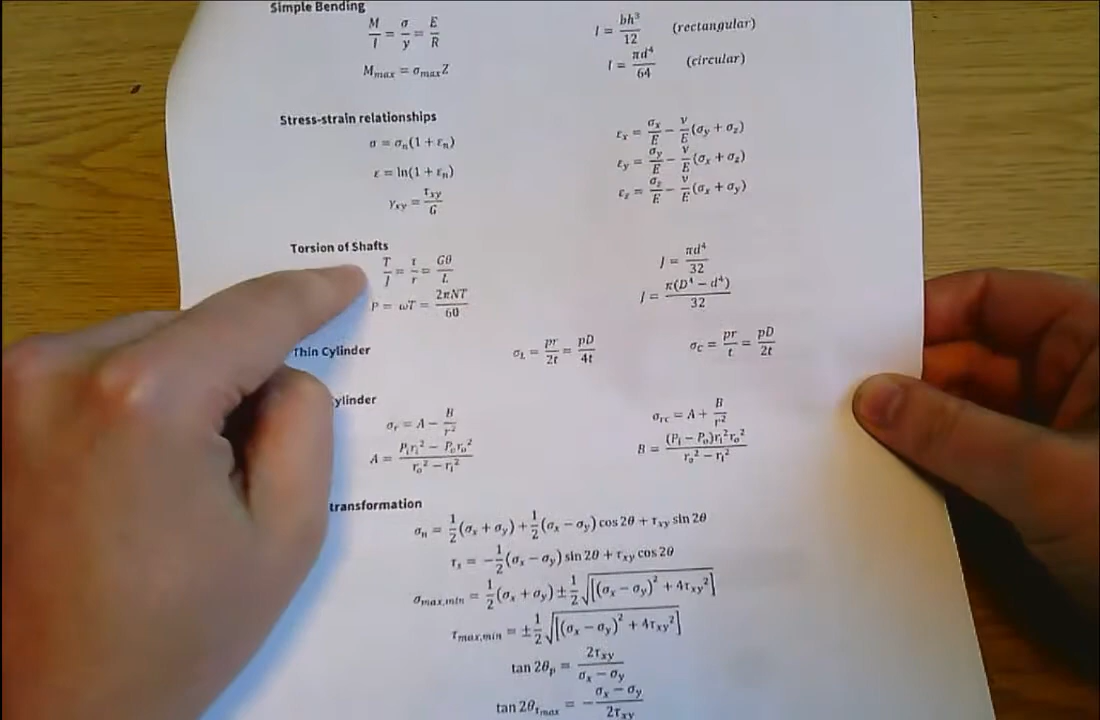 Simple Bending
M/I = σ/y = E/R
I = bh³/12 (rectangular)
M_max = σ_max Z
I = πd⁴/64 (circular)
Stress-strain relationships
σ = σ_n(1 + ε_n)
ε_x = σ_x/E − ν/E(σ_y + σ_z)
ε = ln(1 + ε_n)
ε_y = σ_y/E − ν/E(σ_x + σ_z)
γ_xy = τ_xy/G
ε_z = σ_z/E − ν/E(σ_x + σ_y)
Torsion of Shafts
T/J = τ/r = Gθ/L
J = πd⁴/32
P = ωT = 2πNT/60
J = π(D⁴ − d⁴)/32
Thin Cylinder
σ_L = pr/2t = pD/4t
σ_C = pr/t = pD/2t
ylinder
σ_r = A − B/r²
σ_rc = A + B/r²
A = (P_i r_i² − P_o r_o²)/(r_o² − r_i²)
B = (P_i − P_o)r_i² r_o²/(r_o² − r_i²)
transformation
σ_n = 1/2(σ_x + σ_y) + 1/2(σ_x − σ_y) cos 2θ + τ_xy sin 2θ
τ_s = −1/2(σ_x − σ_y) sin 2θ + τ_xy cos 2θ
σ_max,min = 1/2(σ_x + σ_y) ± 1/2√[(σ_x − σ_y)² + 4τ_xy²]
τ_max,min = ±1/2√[(σ_x − σ_y)² + 4τ_xy²]
tan 2θ_p = 2τ_xy/(σ_x − σ_y)
tan 2θ_τmax = −(σ_x − σ_y)/2τ_xy